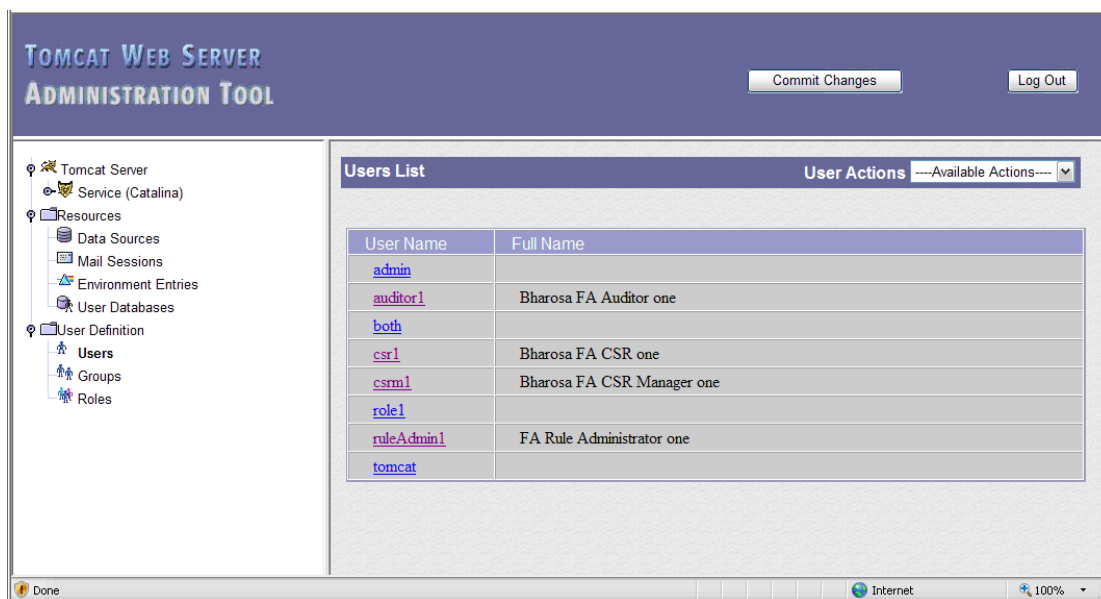 TOMCAT WEB SERVER
ADMINISTRATION TOOL
Commit Changes
Log Out
Tomcat Server
Service (Catalina)
Resources
Data Sources
Mail Sessions
Environment Entries
User Databases
User Definition
Users
Groups
Roles
Users List
User Actions ----Available Actions----
User Name Full Name
admin
auditor1 Bharosa FA Auditor one
both
csr1 Bharosa FA CSR one
csrm1 Bharosa FA CSR Manager one
role1
ruleAdmin1 FA Rule Administrator one
tomcat
Done Internet 100%